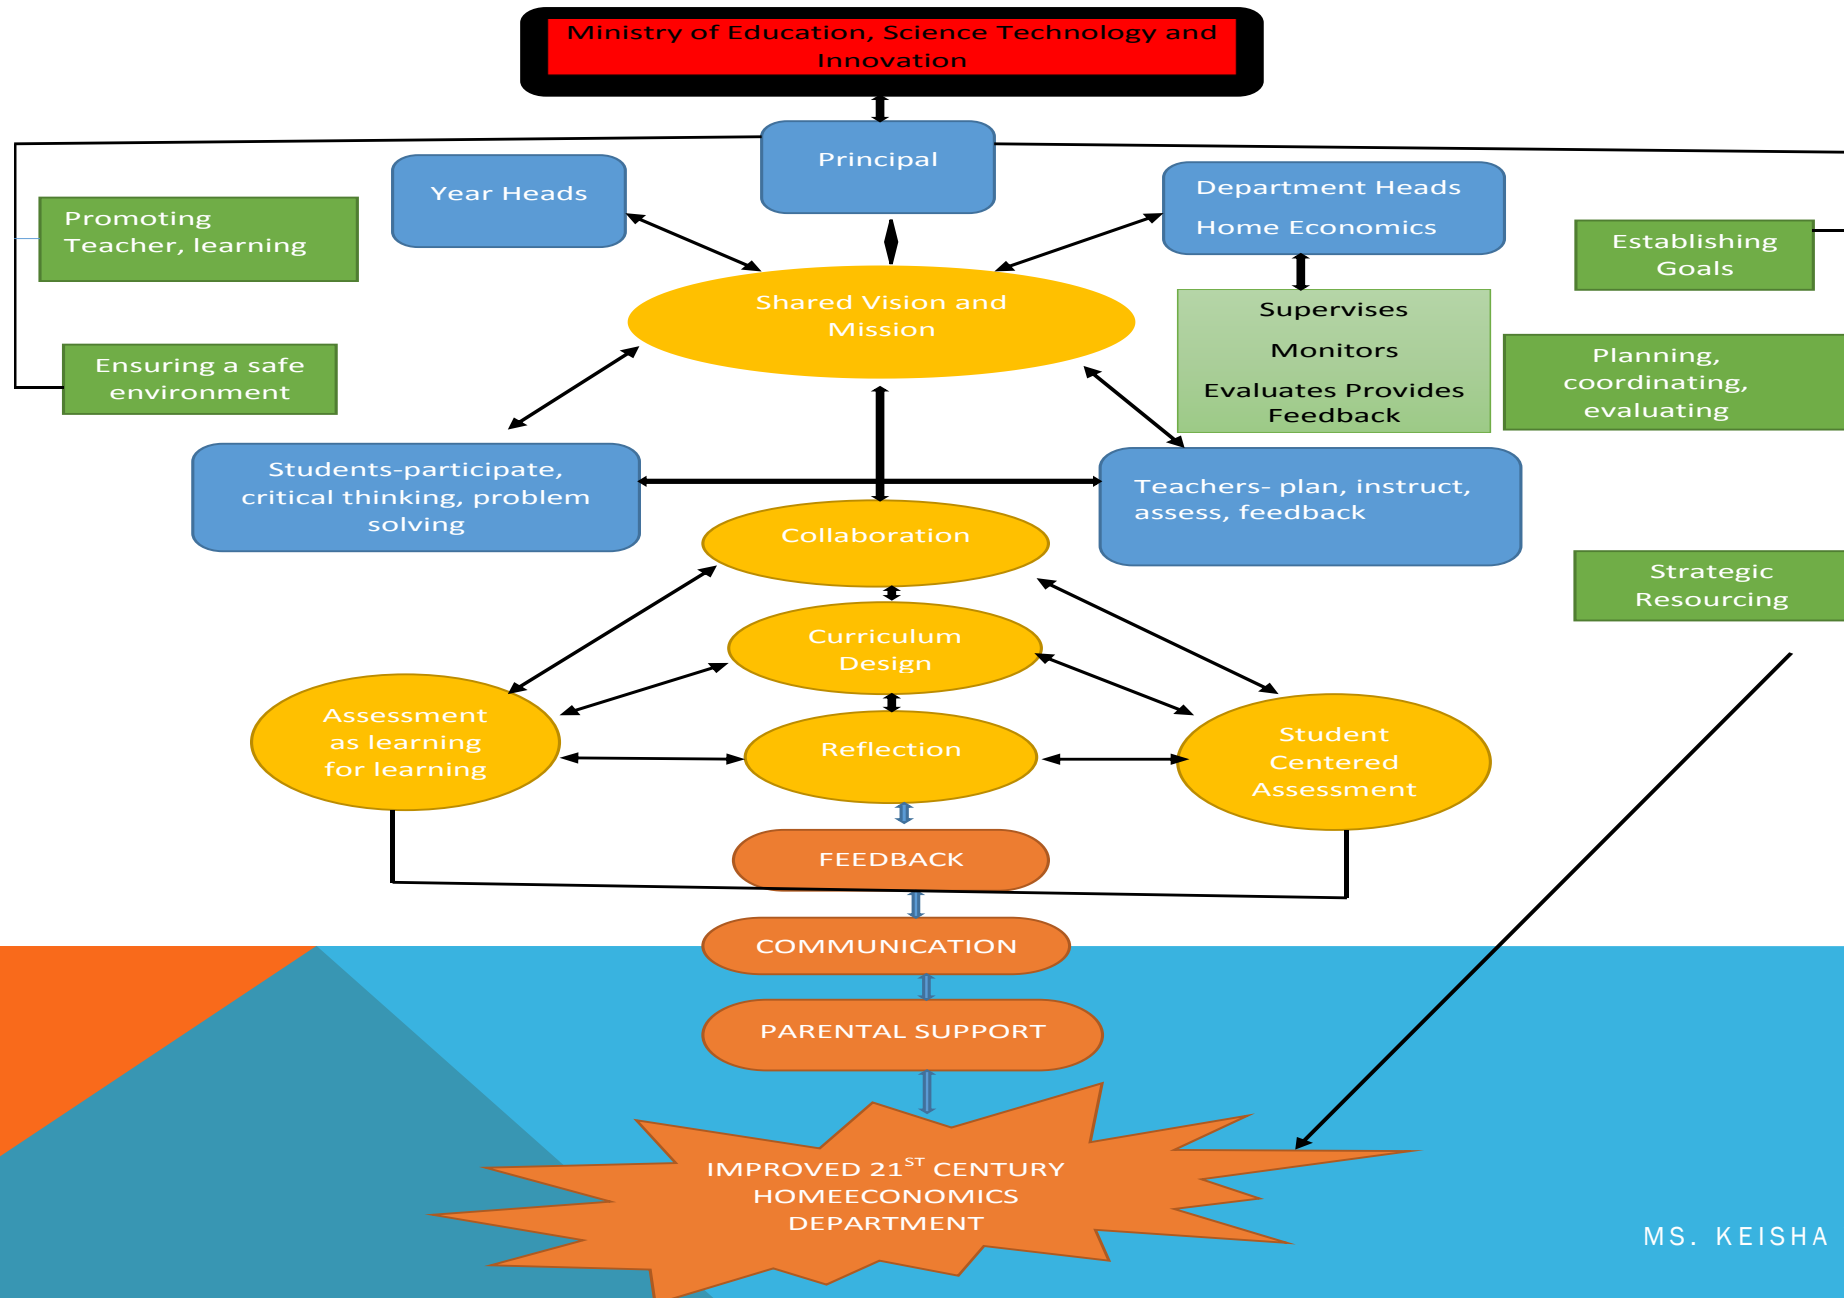 Ministry of Education, Science Technology and
Innovation
Principal
Year Heads
Department Heads
Home Economics
Promoting
Teacher, learning
Establishing
Goals
Shared Vision and
Mission
Supervises
Monitors
Evaluates Provides
Feedback
Ensuring a safe
environment
Planning,
coordinating,
evaluating
Students-participate,
critical thinking, problem
solving
Teachers- plan, instruct,
assess, feedback
Collaboration
Strategic
Resourcing
Curriculum
Design
Assessment
as learning
for learning
Reflection
Student
Centered
Assessment
FEEDBACK
COMMUNICATION
PARENTAL SUPPORT
IMPROVED 21ST CENTURY
HOMEECONOMICS
DEPARTMENT
MS. KEISHA